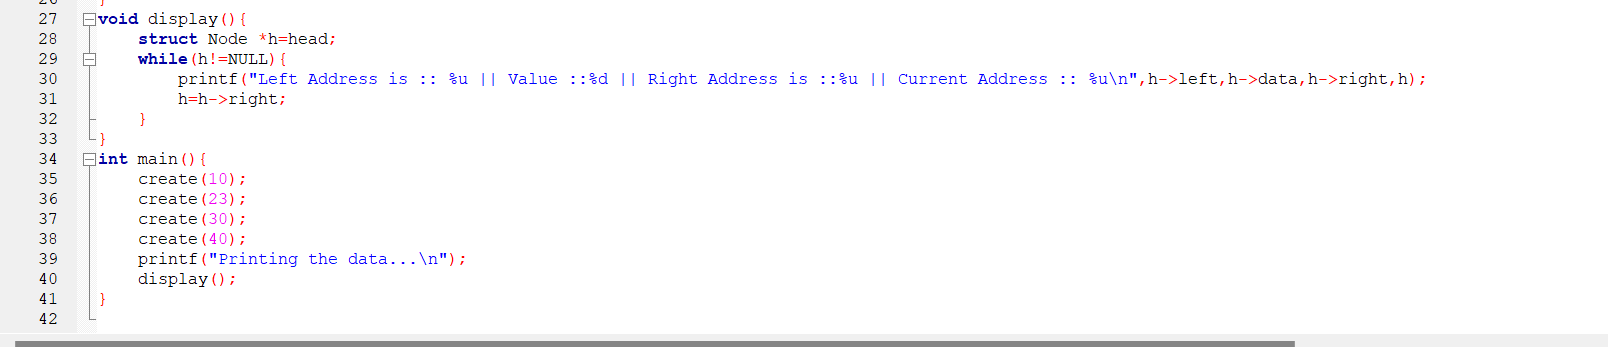 26 }
27 void display(){
28 struct Node *h=head;
29 while(h!=NULL){
30 printf("Left Address is :: %u || Value ::%d || Right Address is ::%u || Current Address :: %u\n",h->left,h->data,h->right,h);
31 h=h->right;
32 }
33 }
34 int main(){
35 create(10);
36 create(23);
37 create(30);
38 create(40);
39 printf("Printing the data...\n");
40 display();
41 }
42